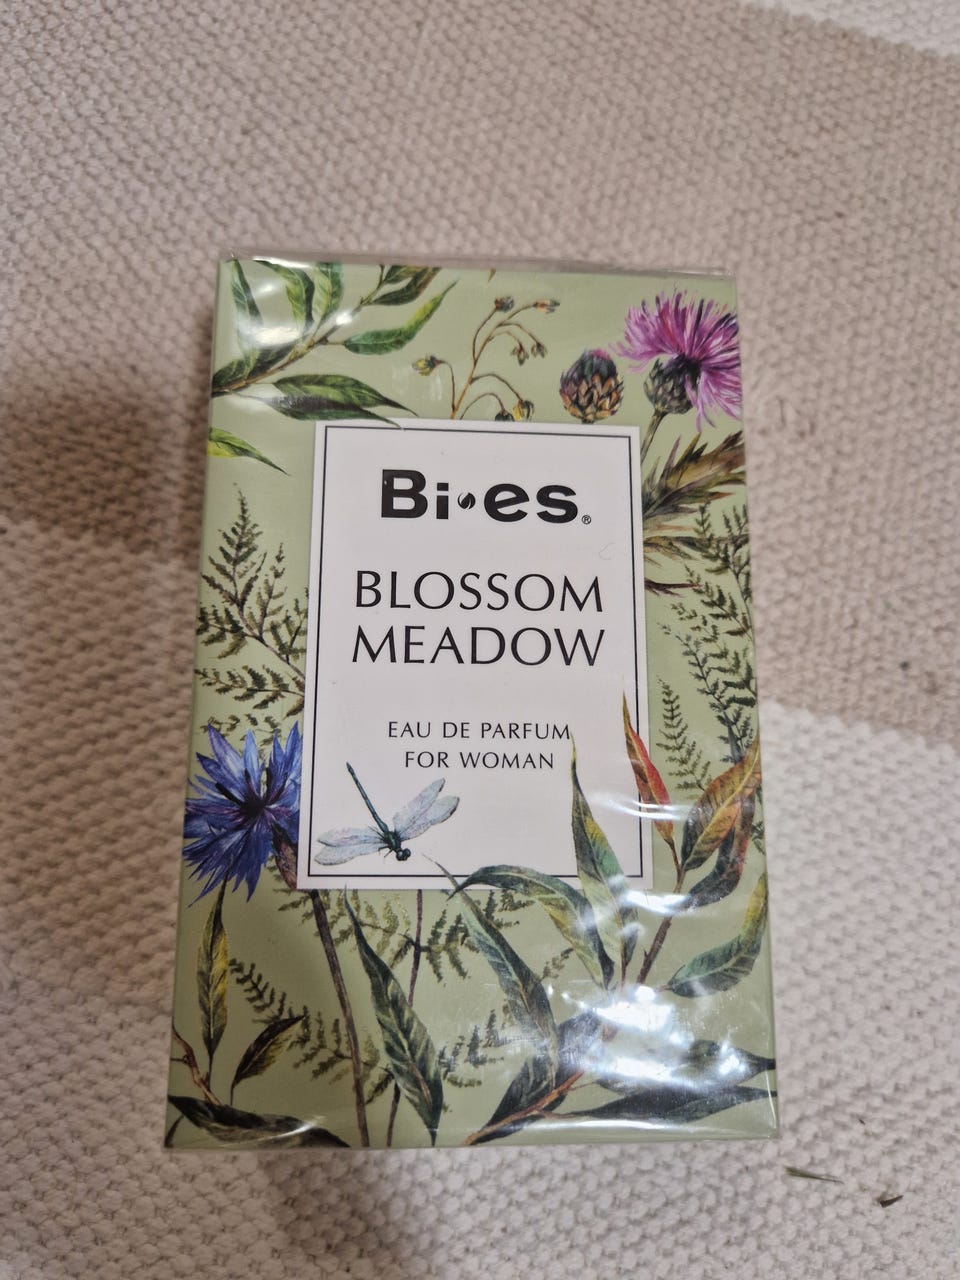 Bi·es®
BLOSSOM
MEADOW
EAU DE PARFUM
FOR WOMAN